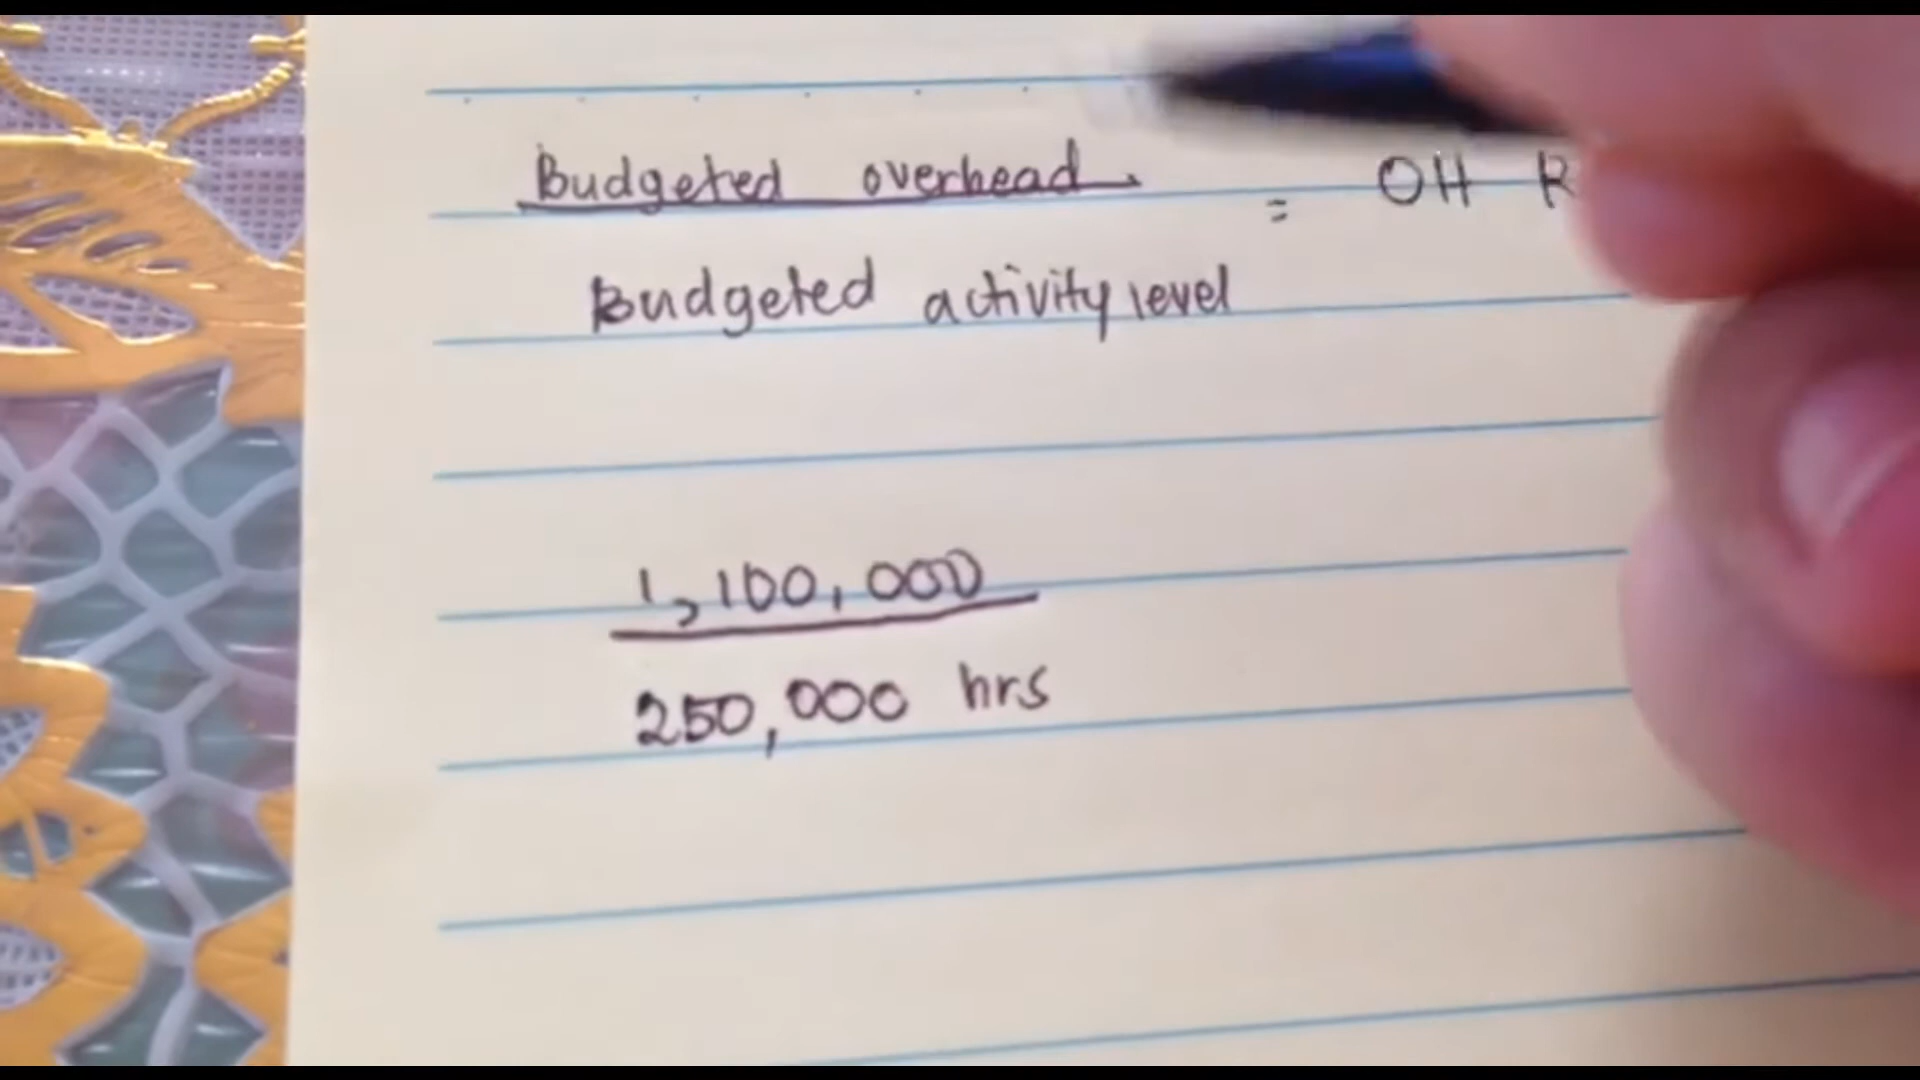 Budgeted overhead = OH R
Budgeted activity level
1,100,000
250,000 hrs